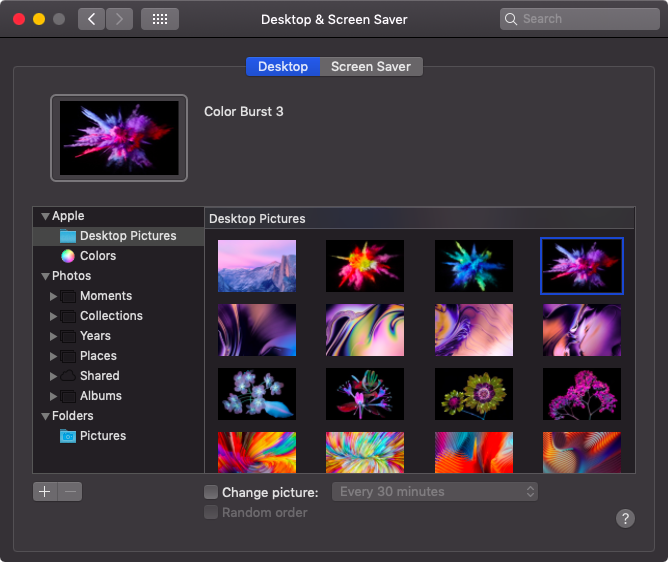 Desktop & Screen Saver
Search
Desktop
Screen Saver
Color Burst 3
Apple
Desktop Pictures
Colors
Photos
Moments
Collections
Years
Places
Shared
Albums
Folders
Pictures
Desktop Pictures
+
−
Change picture:
Every 30 minutes
Random order
?